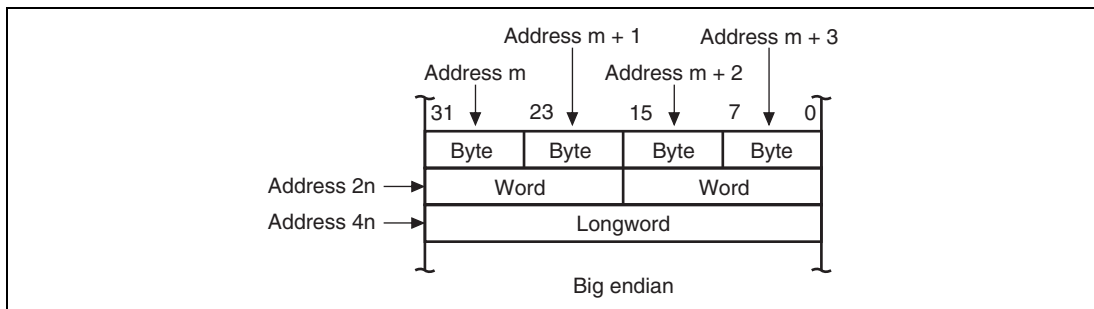 Address m + 1 Address m + 3
Address m Address m + 2
31 23 15 7 0
Byte Byte Byte Byte
Address 2n Word Word
Address 4n Longword
Big endian